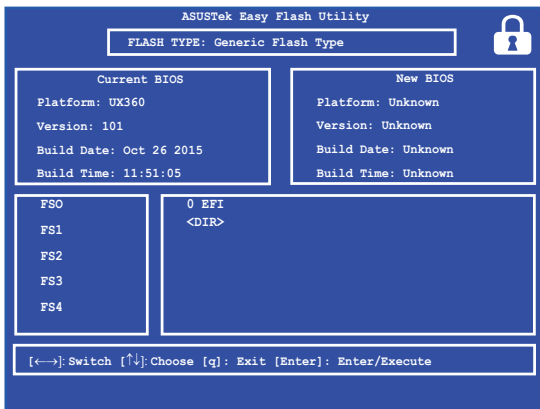 ASUSTek Easy Flash Utility
FLASH TYPE: Generic Flash Type
Current BIOS
Platform: UX360
Version: 101
Build Date: Oct 26 2015
Build Time: 11:51:05
New BIOS
Platform: Unknown
Version: Unknown
Build Date: Unknown
Build Time: Unknown
FSO
FS1
FS2
FS3
FS4
0 EFI
<DIR>
[←→]: Switch [↑↓]: Choose [q]: Exit [Enter]: Enter/Execute